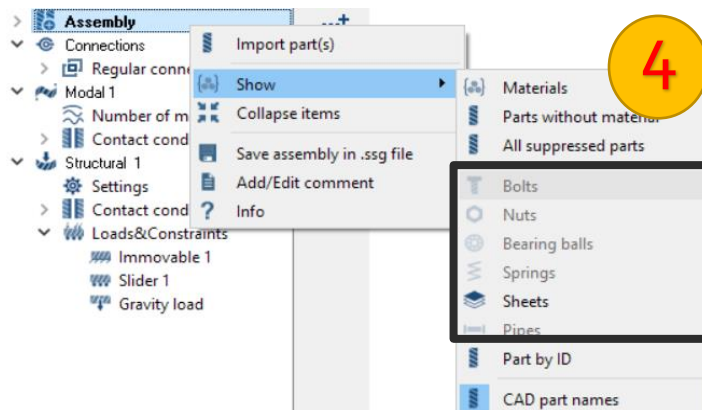 Assembly
Connections
Regular conne
Modal 1
Number of m
Contact cond
Structural 1
Settings
Contact cond
Loads&Constraints
Immovable 1
Slider 1
Gravity load
Import part(s)
Show
Collapse items
Save assembly in .ssg file
Add/Edit comment
? Info
Materials
Parts without material
All suppressed parts
Bolts
Nuts
Bearing balls
Springs
Sheets
Pipes
Part by ID
CAD part names
4